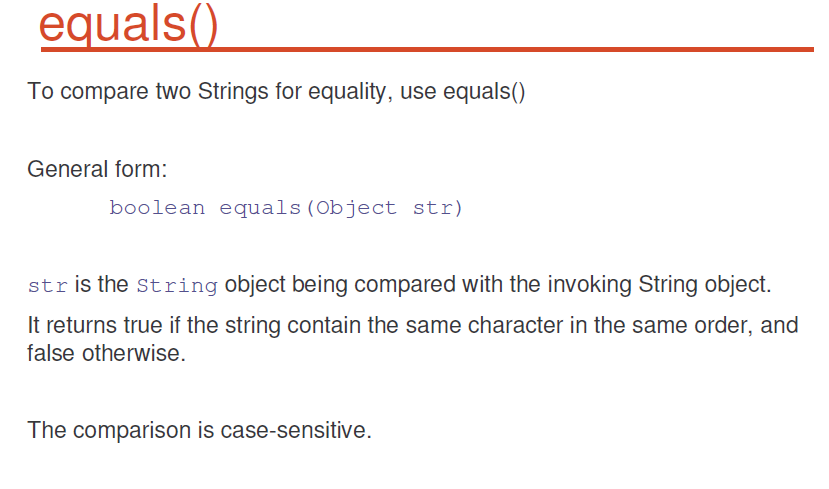 equals()
To compare two Strings for equality, use equals()
General form:
boolean equals(Object str)
str is the String object being compared with the invoking String object.
It returns true if the string contain the same character in the same order, and
false otherwise.
The comparison is case-sensitive.